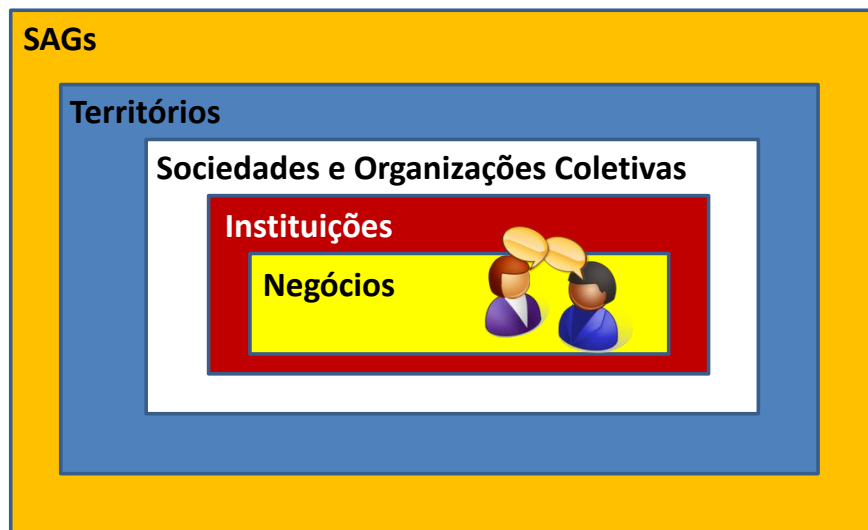 SAGs
Territórios
Sociedades e Organizações Coletivas
Instituições
Negócios